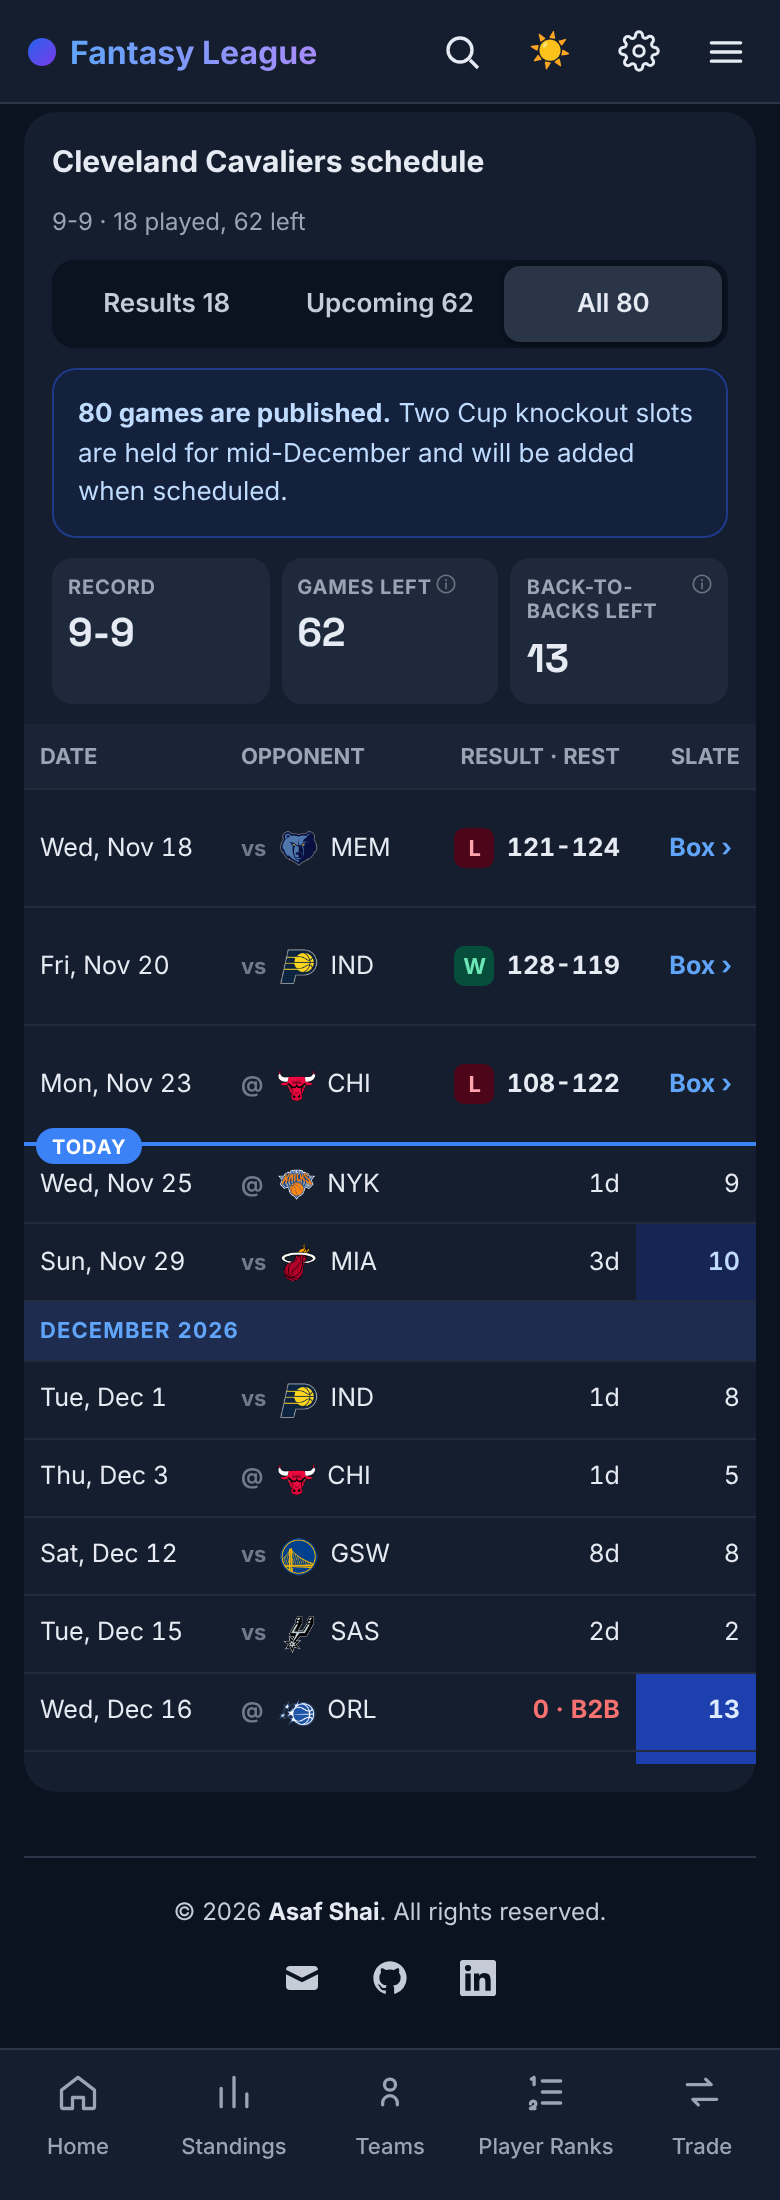 Fantasy League
Cleveland Cavaliers schedule
9-9 · 18 played, 62 left
Results 18 Upcoming 62 All 80
80 games are published. Two Cup knockout slots
are held for mid-December and will be added
when scheduled.
RECORD
9-9
GAMES LEFT
62
BACK-TO-
BACKS LEFT
13
DATE OPPONENT RESULT · REST SLATE
Wed, Nov 18 vs MEM L 121-124 Box ›
Fri, Nov 20 vs IND W 128-119 Box ›
Mon, Nov 23 @ CHI L 108-122 Box ›
TODAY
Wed, Nov 25 @ NYK 1d 9
Sun, Nov 29 vs MIA 3d 10
DECEMBER 2026
Tue, Dec 1 vs IND 1d 8
Thu, Dec 3 @ CHI 1d 5
Sat, Dec 12 vs GSW 8d 8
Tue, Dec 15 vs SAS 2d 2
Wed, Dec 16 @ ORL 0 · B2B 13
© 2026 Asaf Shai. All rights reserved.
Home Standings Teams Player Ranks Trade